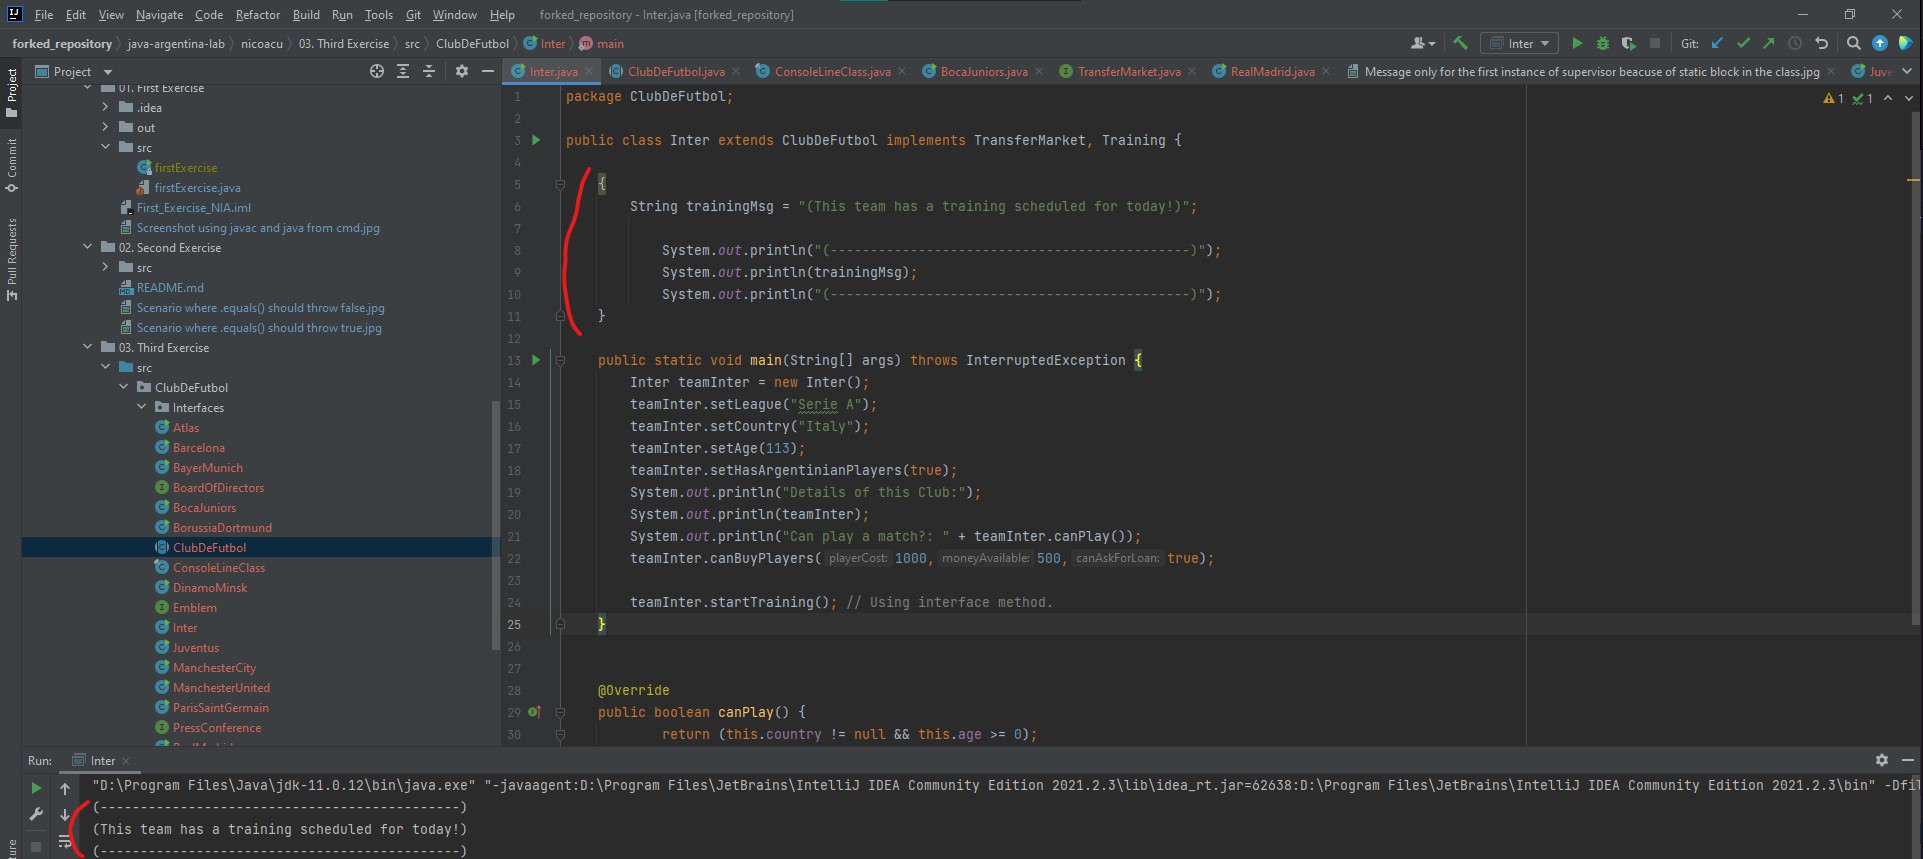 File Edit View Navigate Code Refactor Build Run Tools Git Window Help forked_repository - Inter.java [forked_repository]
forked_repository java-argentina-lab nicoacu 03. Third Exercise src ClubDeFutbol Inter main Inter Git:
Project Inter.java ClubDeFutbol.java ConsoleLineClass.java BocaJuniors.java TransferMarket.java RealMadrid.java Message only for the first instance of supervisor beacuse of static block in the class.jpg Juve
Project
Commit
Pull Requests
01. First Exercise
.idea
out
src
firstExercise
firstExercise.java
First_Exercise_NIA.iml
Screenshot using javac and java from cmd.jpg
02. Second Exercise
src
README.md
Scenario where .equals() should throw false.jpg
Scenario where .equals() should throw true.jpg
03. Third Exercise
src
ClubDeFutbol
Interfaces
Atlas
Barcelona
BayerMunich
BoardOfDirectors
BocaJuniors
BorussiaDortmund
ClubDeFutbol
ConsoleLineClass
DinamoMinsk
Emblem
Inter
Juventus
ManchesterCity
ManchesterUnited
ParisSaintGermain
PressConference
1 package ClubDeFutbol; 1 1
2
3 public class Inter extends ClubDeFutbol implements TransferMarket, Training {
4
5 {
6 String trainingMsg = "(This team has a training scheduled for today!)";
7
8 System.out.println("(---------------------------------------------)");
9 System.out.println(trainingMsg);
10 System.out.println("(---------------------------------------------)");
11 }
12
13 public static void main(String[] args) throws InterruptedException {
14 Inter teamInter = new Inter();
15 teamInter.setLeague("Serie A");
16 teamInter.setCountry("Italy");
17 teamInter.setAge(113);
18 teamInter.setHasArgentinianPlayers(true);
19 System.out.println("Details of this Club:");
20 System.out.println(teamInter);
21 System.out.println("Can play a match?: " + teamInter.canPlay());
22 teamInter.canBuyPlayers( playerCost: 1000, moneyAvailable: 500, canAskForLoan: true);
23
24 teamInter.startTraining(); // Using interface method.
25 }
26
27
28 @Override
29 public boolean canPlay() {
30 return (this.country != null && this.age >= 0);
Run: Inter
"D:\Program Files\Java\jdk-11.0.12\bin\java.exe" "-javaagent:D:\Program Files\JetBrains\IntelliJ IDEA Community Edition 2021.2.3\lib\idea_rt.jar=62638:D:\Program Files\JetBrains\IntelliJ IDEA Community Edition 2021.2.3\bin" -Dfil
(---------------------------------------------)
(This team has a training scheduled for today!)
(---------------------------------------------)